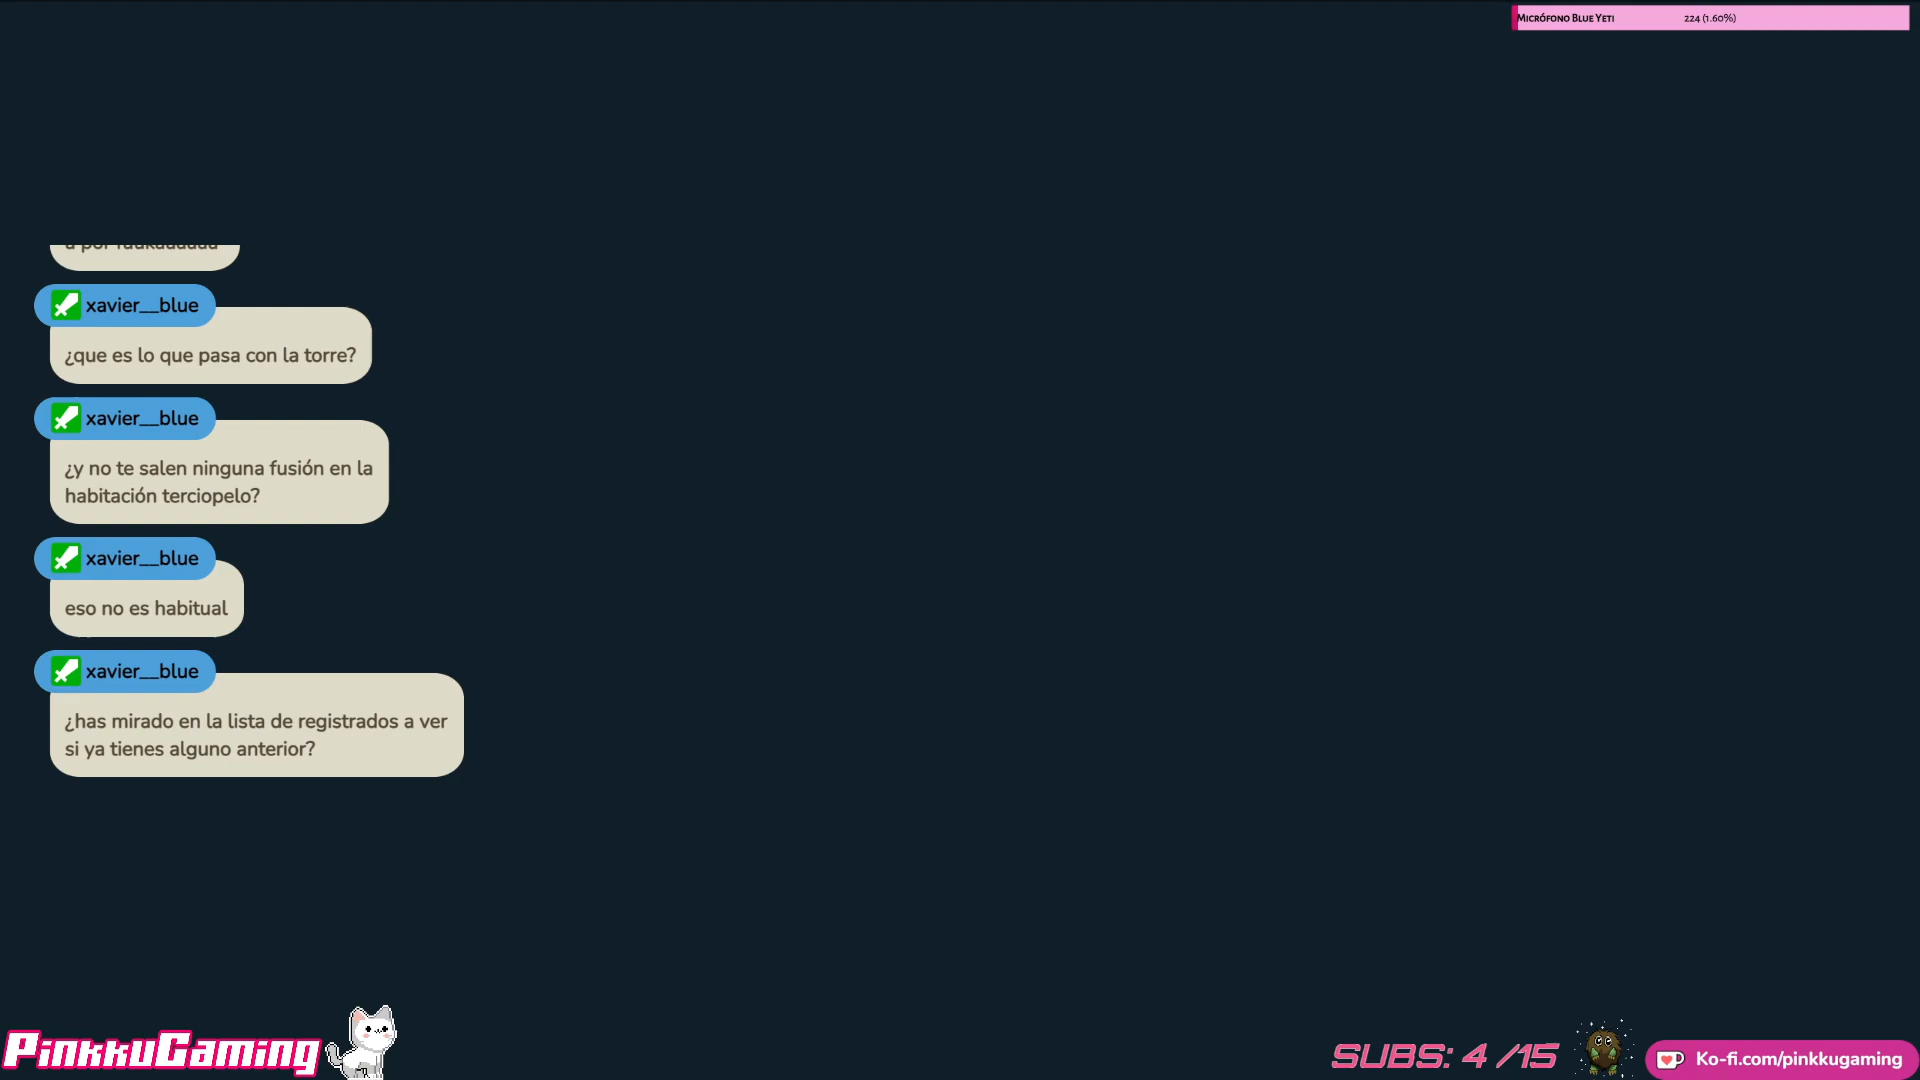 Micrófono Blue Yeti 224 (1.60%)
a por
xavier__blue
¿que es lo que pasa con la torre?
xavier__blue
¿y no te salen ninguna fusión en la
habitación terciopelo?
xavier__blue
eso no es habitual
xavier__blue
¿has mirado en la lista de registrados a ver
si ya tienes alguno anterior?
PinkkuGaming
SUBS: 4 /15
Ko-fi.com/pinkkugaming